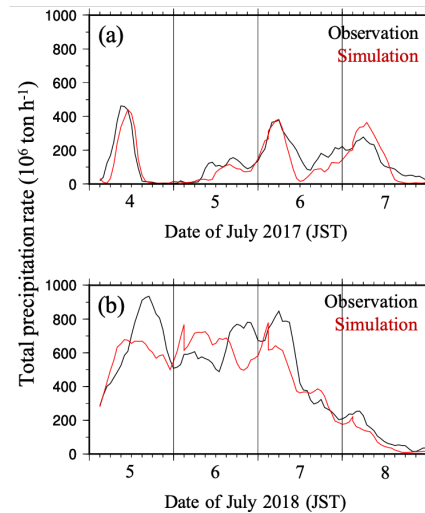 Total precipitation rate (10⁶ ton h⁻¹)
1000
(a)
Observation
Simulation
800
600
400
200
0
4 5 6 7
Date of July 2017 (JST)
1000
(b)
Observation
Simulation
800
600
400
200
0
5 6 7 8
Date of July 2018 (JST)